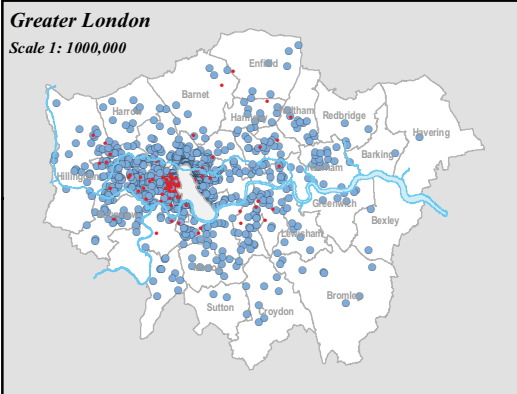 Greater London
Scale 1: 1000,000
Enfield
Barnet
Harrow
Waltham
Redbridge
Havering
Barking
Hillingdon
Greenwich
Bexley
Lewisham
Bromley
Sutton
Croydon